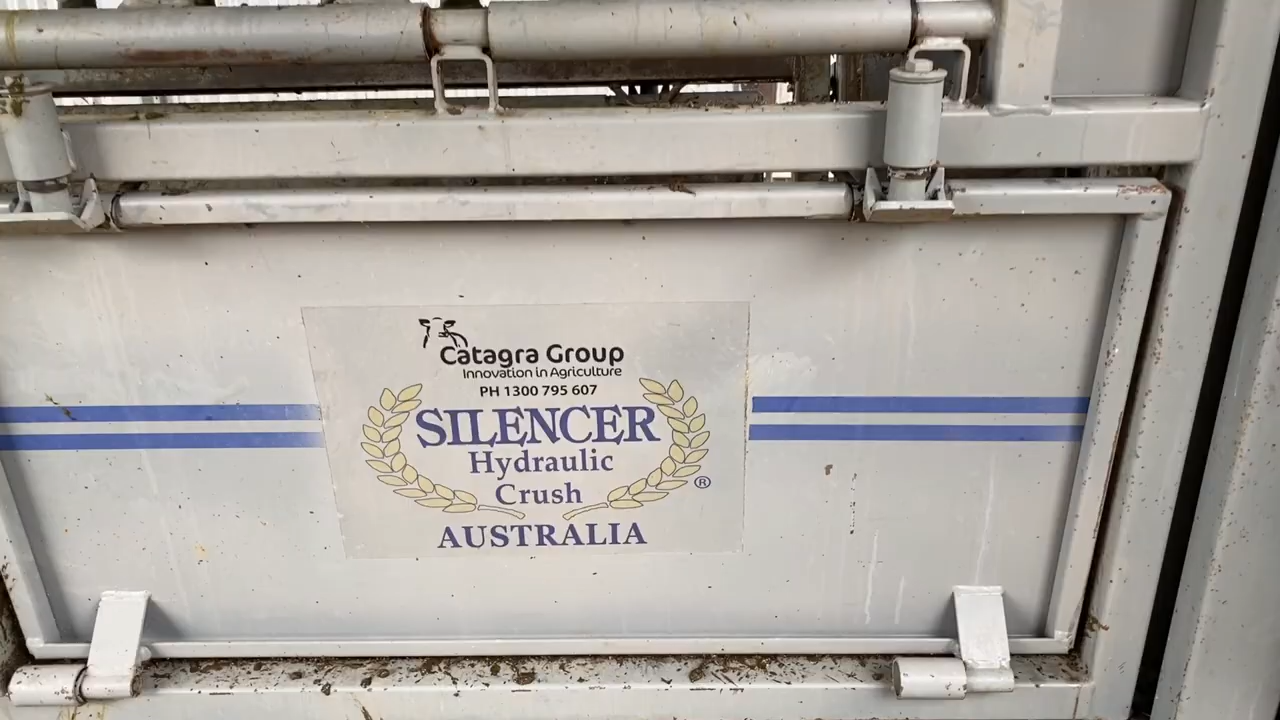 Catagra Group
Innovation in Agriculture
PH 1300 795 607
SILENCER
Hydraulic
Crush
®
AUSTRALIA